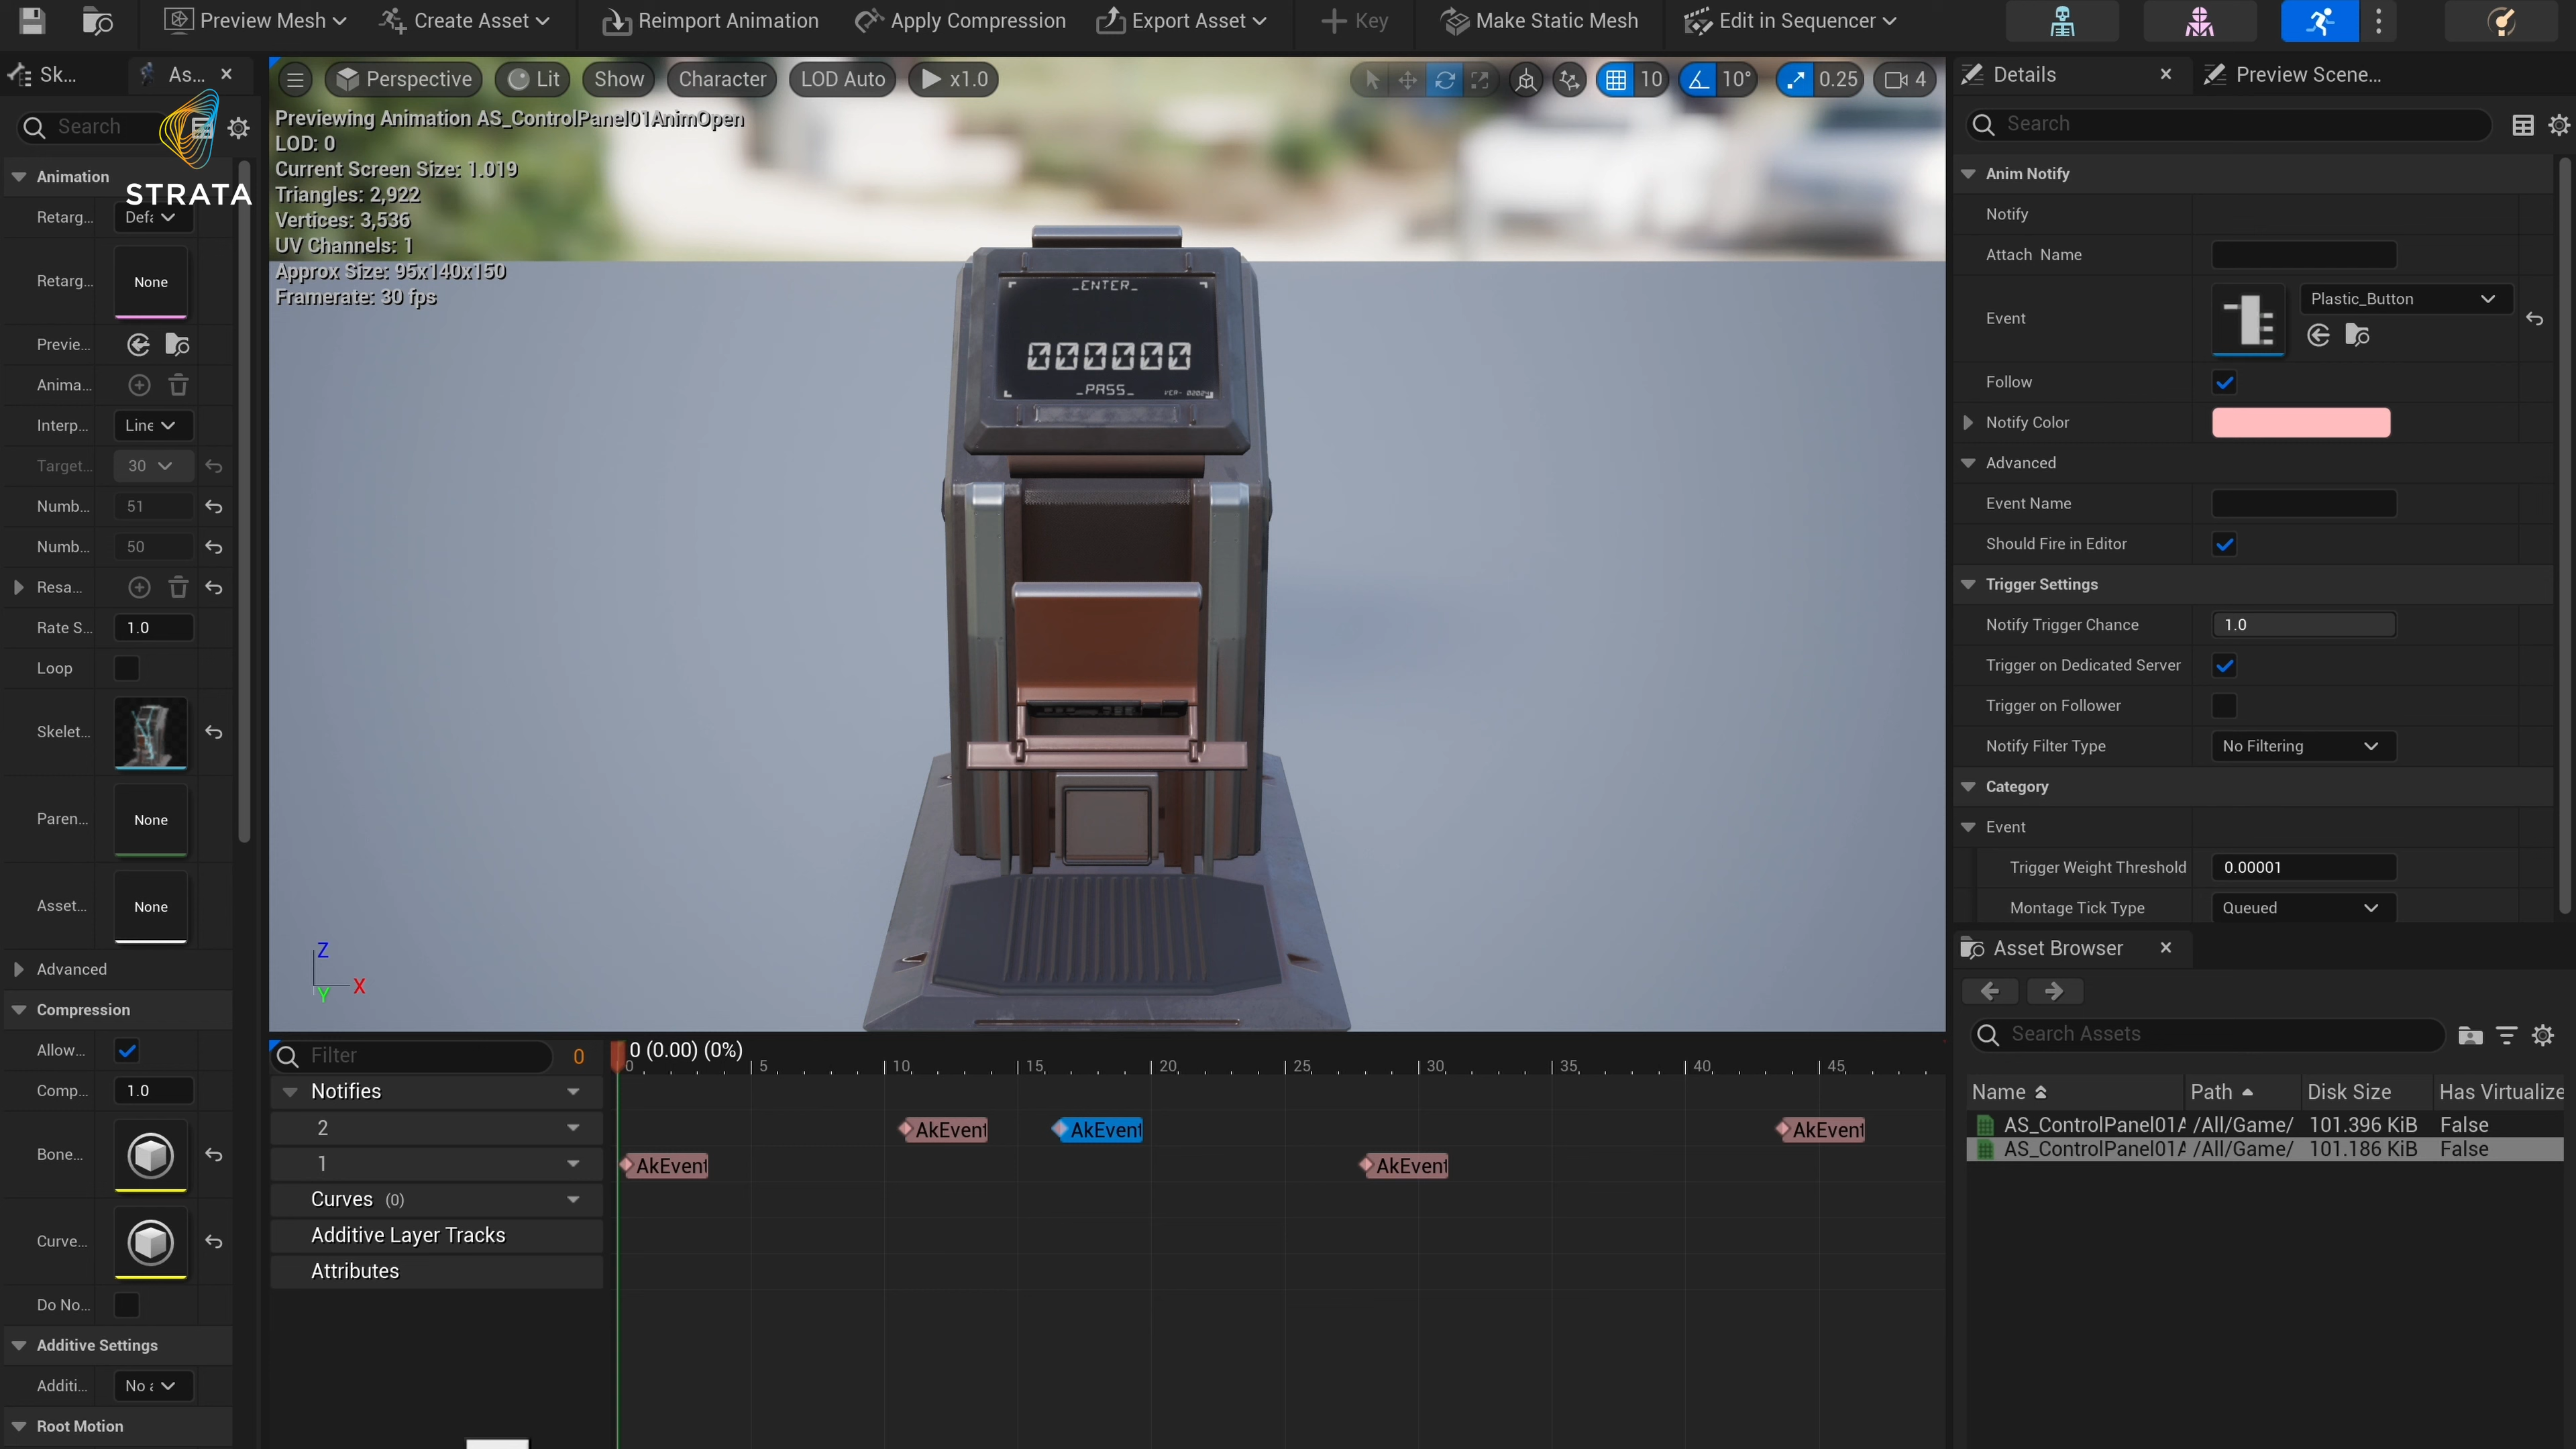 Preview Mesh
Create Asset
Reimport Animation
Apply Compression
Export Asset
Key
Make Static Mesh
Edit in Sequencer
Sk...
As...
Search
STRATA
Animation
Retarg...
Defa
Retarg...
None
Previe...
Anima...
Interp...
Line
Target...
30
Numb...
51
Numb...
50
Resa...
Rate S...
1.0
Loop
Skelet...
Paren...
None
Asset...
None
Advanced
Compression
Allow...
Comp...
1.0
Bone...
Curve...
Do No...
Additive Settings
Additi...
No a
Root Motion
Perspective
Lit
Show
Character
LOD Auto
x1.0
10
10°
0.25
4
Previewing Animation AS_ControlPanel01AnimOpen
LOD: 0
Current Screen Size: 1.019
Triangles: 2,922
Vertices: 3,536
UV Channels: 1
Approx Size: 95x140x150
Framerate: 30 fps
_ENTER_
000000
_PASS_
Z
Y
X
Filter
0
0 (0.00) (0%)
0 5 10 15 20 25 30 35 40 45
Notifies
2
AkEvent AkEvent AkEvent
1
AkEvent AkEvent
Curves (0)
Additive Layer Tracks
Attributes
Details
Preview Scene...
Search
Anim Notify
Notify
Attach Name
Event
Plastic_Button
Follow
Notify Color
Advanced
Event Name
Should Fire in Editor
Trigger Settings
Notify Trigger Chance
1.0
Trigger on Dedicated Server
Trigger on Follower
Notify Filter Type
No Filtering
Category
Event
Trigger Weight Threshold
0.00001
Montage Tick Type
Queued
Asset Browser
Search Assets
Name Path Disk Size Has Virtualize
AS_ControlPanel01A /All/Game/ 101.396 KiB False
AS_ControlPanel01A /All/Game/ 101.186 KiB False